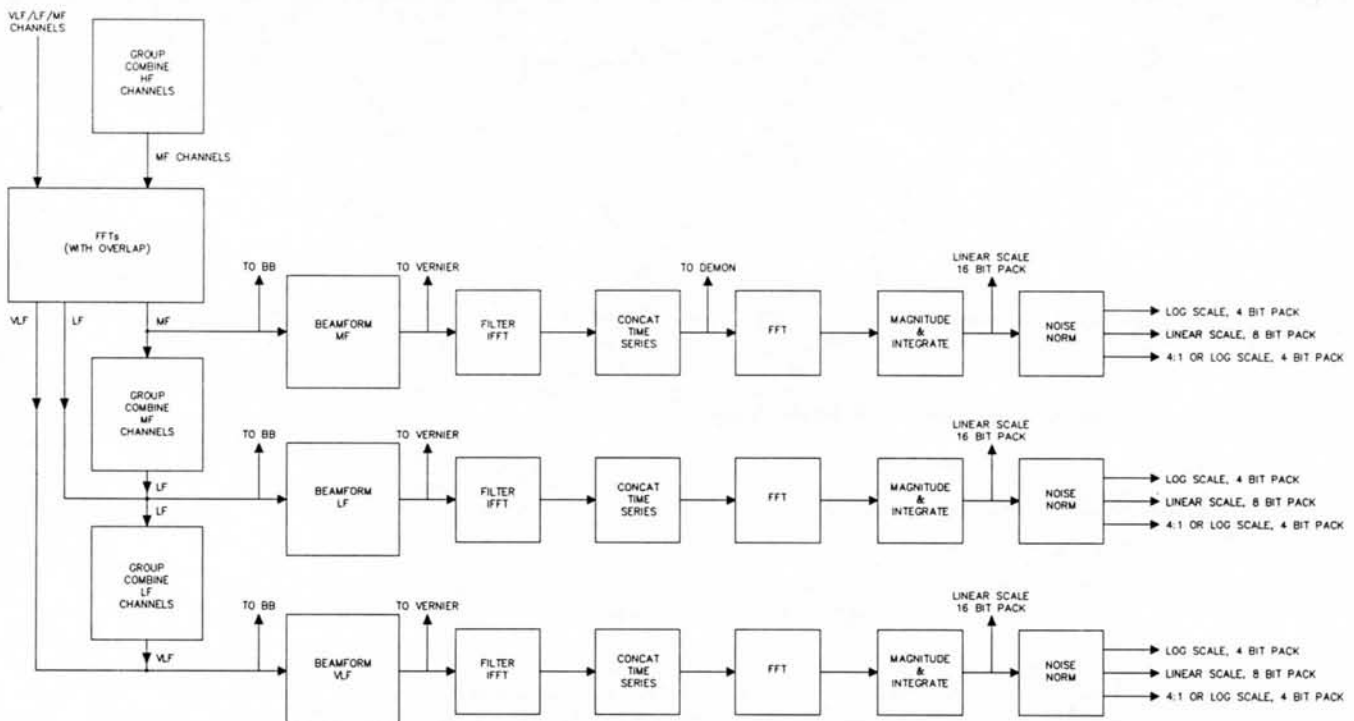 VLF/LF/MF
CHANNELS
GROUP
COMBINE
HF
CHANNELS
MF CHANNELS
FFTs
(WITH OVERLAP)
VLF
LF
MF
TO BB
BEAMFORM
MF
TO VERNIER
FILTER
IFFT
CONCAT
TIME
SERIES
TO DEMON
FFT
MAGNITUDE
&
INTEGRATE
LINEAR SCALE
16 BIT PACK
NOISE
NORM
LOG SCALE, 4 BIT PACK
LINEAR SCALE, 8 BIT PACK
4:1 OR LOG SCALE, 4 BIT PACK
GROUP
COMBINE
MF
CHANNELS
LF
LF
TO BB
BEAMFORM
LF
TO VERNIER
FILTER
IFFT
CONCAT
TIME
SERIES
FFT
MAGNITUDE
&
INTEGRATE
LINEAR SCALE
16 BIT PACK
NOISE
NORM
LOG SCALE, 4 BIT PACK
LINEAR SCALE, 8 BIT PACK
4:1 OR LOG SCALE, 4 BIT PACK
GROUP
COMBINE
LF
CHANNELS
VLF
TO BB
BEAMFORM
VLF
TO VERNIER
FILTER
IFFT
CONCAT
TIME
SERIES
FFT
MAGNITUDE
&
INTEGRATE
LINEAR SCALE
16 BIT PACK
NOISE
NORM
LOG SCALE, 4 BIT PACK
LINEAR SCALE, 8 BIT PACK
4:1 OR LOG SCALE, 4 BIT PACK